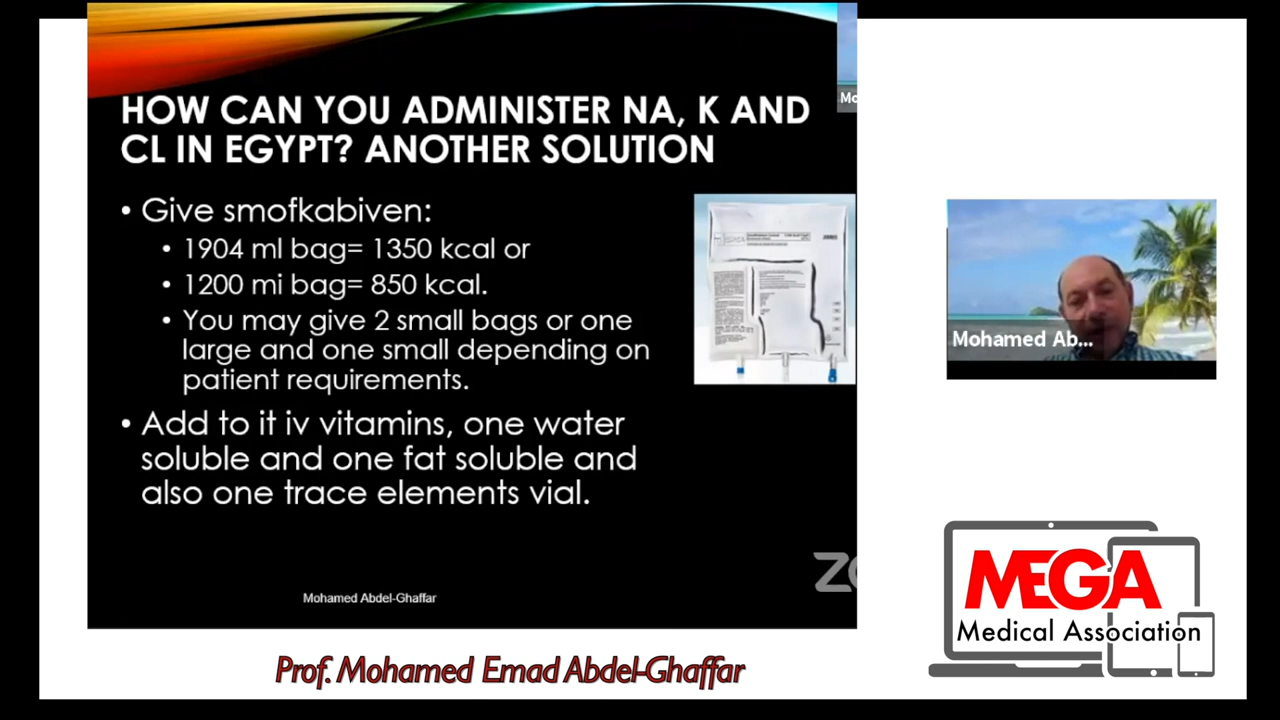 HOW CAN YOU ADMINISTER NA, K AND
CL IN EGYPT? ANOTHER SOLUTION
• Give smofkabiven:
• 1904 ml bag= 1350 kcal or
• 1200 mi bag= 850 kcal.
• You may give 2 small bags or one
large and one small depending on
patient requirements.
• Add to it iv vitamins, one water
soluble and one fat soluble and
also one trace elements vial.
Mohamed Abdel-Ghaffar
Mo
Mohamed Ab...
MEGA
Medical Association
Prof. Mohamed Emad Abdel-Ghaffar